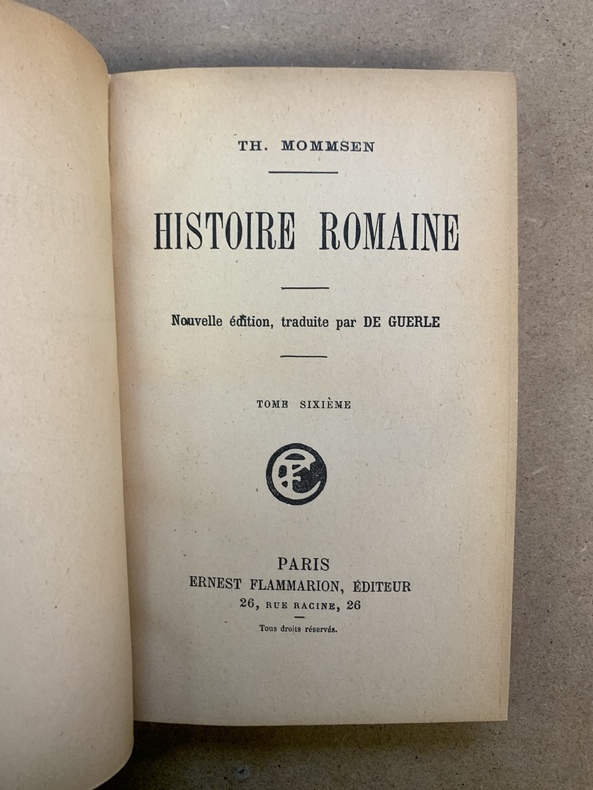 TH. MOMMSEN
HISTOIRE ROMAINE
Nouvelle édition, traduite par DE GUERLE
TOME SIXIÈME
PARIS
ERNEST FLAMMARION, ÉDITEUR
26, RUE RACINE, 26
Tous droits réservés.